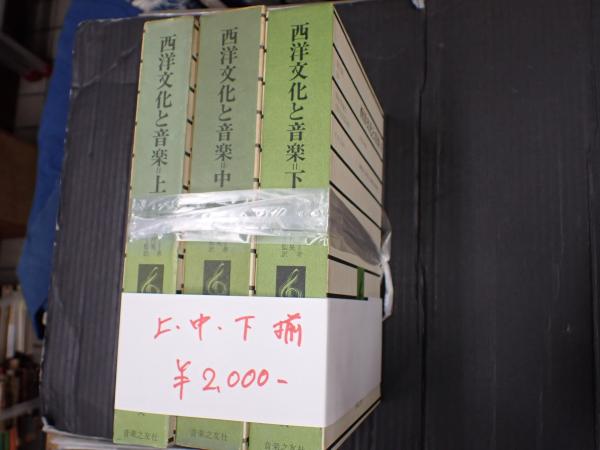 西洋文化と音楽=上
西洋文化と音楽=中
西洋文化と音楽=下
監訳
上・中・下 揃
¥2,000-
音楽之友社
音楽之友社
音楽之友社